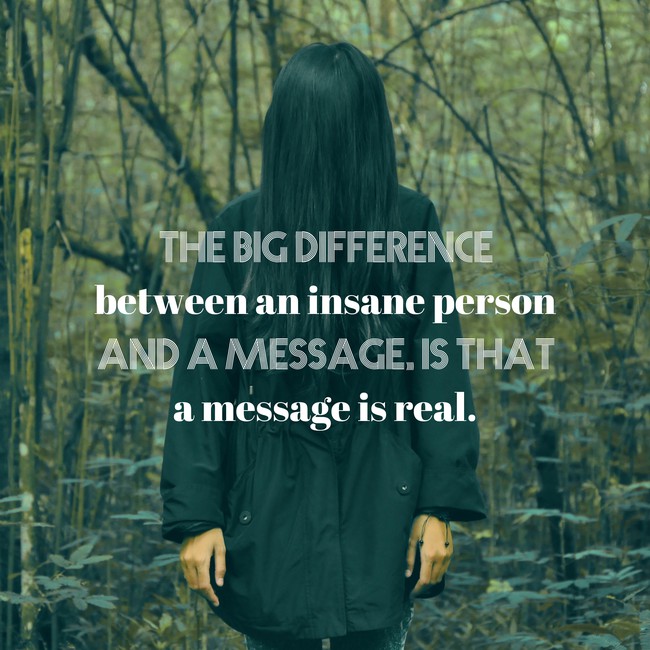 THE BIG DIFFERENCE
between an insane person
AND A MESSAGE, IS THAT
a message is real.